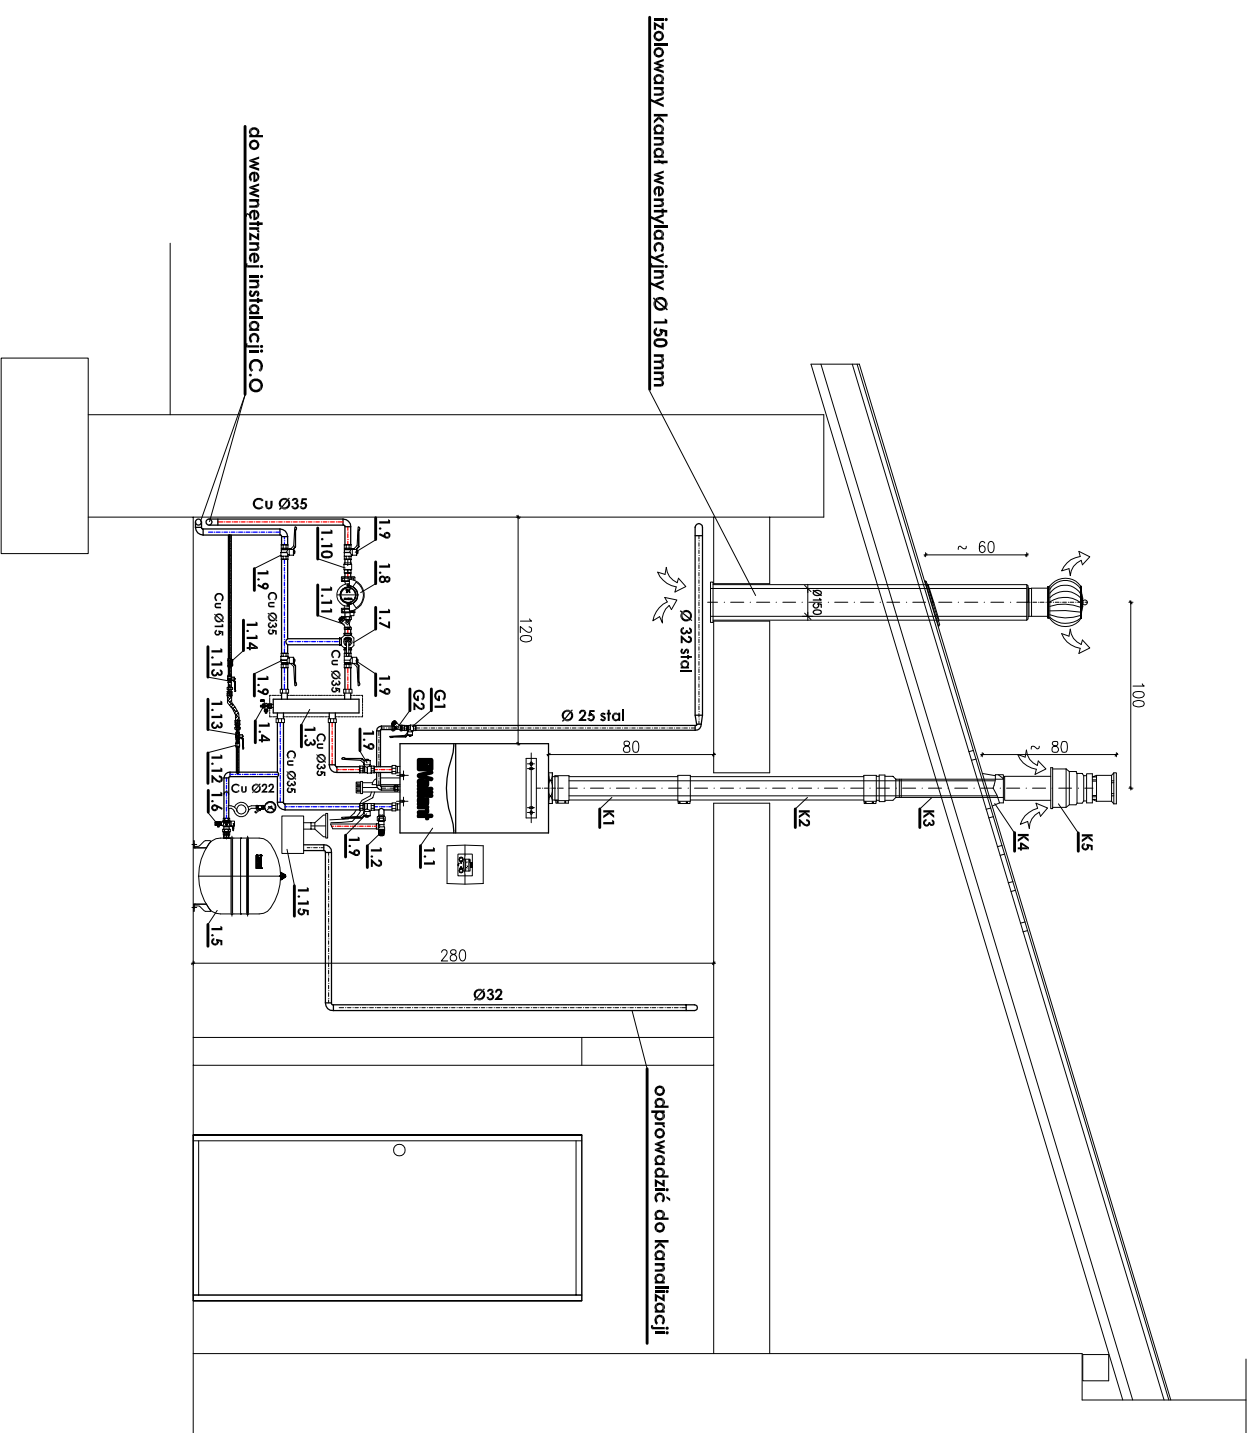 izolowany kanał wentylacyjny Ø 150 mm
do wewnętrznej instalacji C.O
~ 60
Ø150
100
~ 80
K5
K4
K3
K2
K1
80
120
Ø 32 stal
Ø 25 stal
G1
G2
Cu Ø35
1.9
1.10
1.8
1.11
1.7
1.9
Cu Ø35
1.9
Cu Ø35
Cu Ø15
1.14
1.13
1.9
1.4
1.3
Cu Ø35
Cu Ø35
1.9
1.13
1.12
Cu Ø22
1.6
Vaillant
1.1
1.2
1.9
1.15
1.5
280
Ø32
odprowadzić do kanalizacji